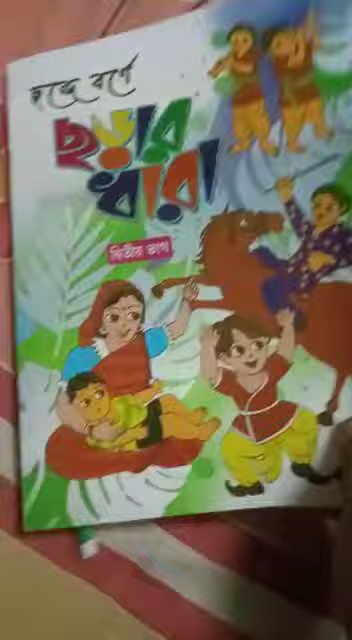 ছন্দে বর্ণে
ছড়ার
ধারা
দ্বিতীয় ভাগ